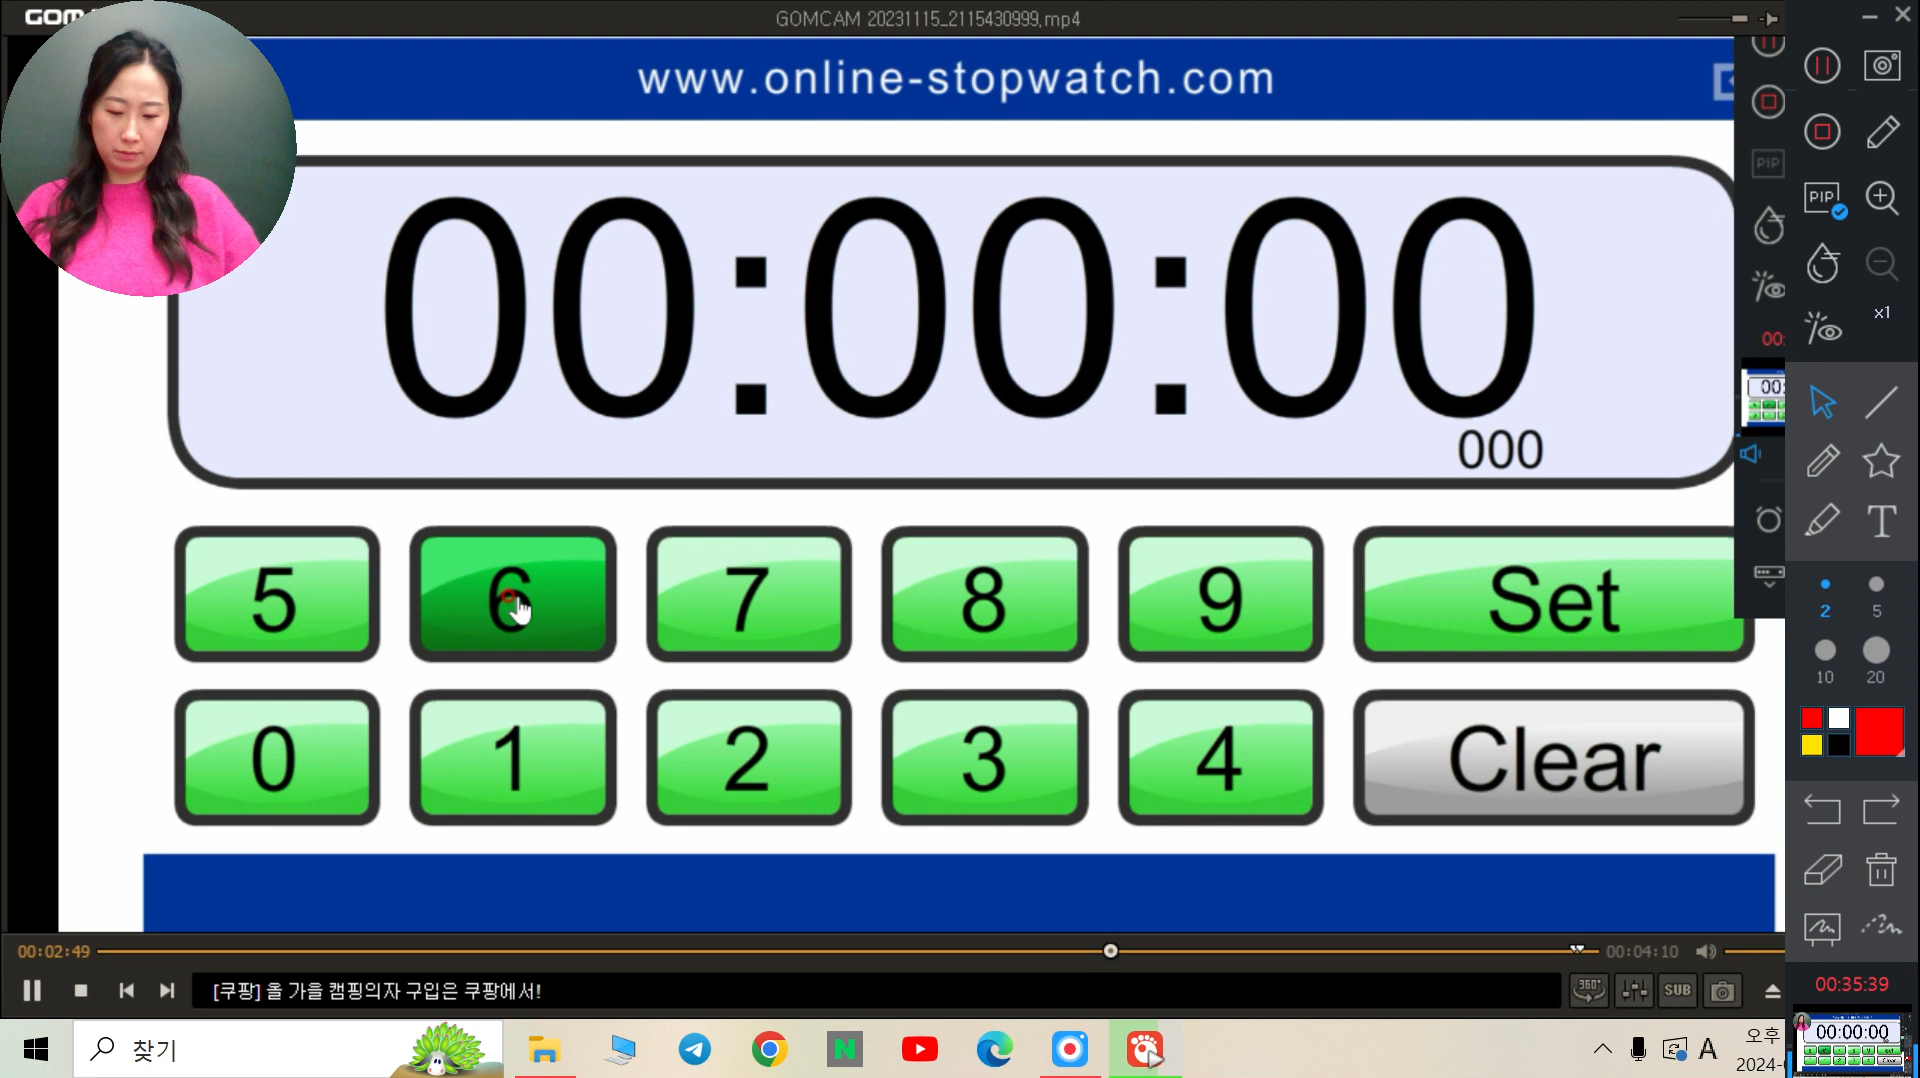 GOMCAM 20231115_2115430999.mp4
www.online-stopwatch.com
PIP
PIP
x1
00:00:00
000
5
6
7
8
9
Set
0
1
2
3
4
Clear
T
2
5
10
20
00:02:49
00:04:10
[쿠팡] 올 가을 캠핑의자 구입은 쿠팡에서!
360°
SUB
00:35:39
찾기
N
A
오후
2024-
00:00:00